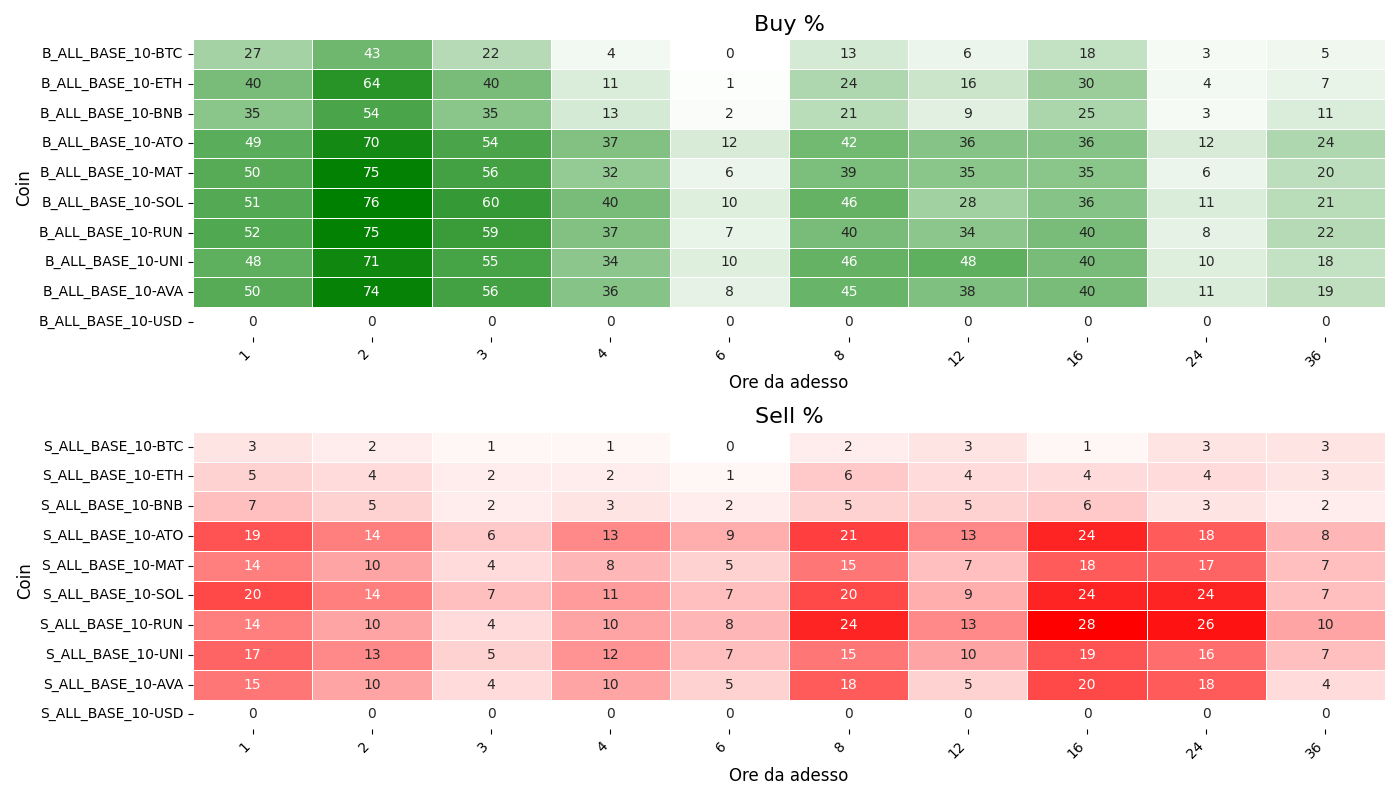 Buy %
Coin
B_ALL_BASE_10-BTC 27 43 22 4 0 13 6 18 3 5
B_ALL_BASE_10-ETH 40 64 40 11 1 24 16 30 4 7
B_ALL_BASE_10-BNB 35 54 35 13 2 21 9 25 3 11
B_ALL_BASE_10-ATO 49 70 54 37 12 42 36 36 12 24
B_ALL_BASE_10-MAT 50 75 56 32 6 39 35 35 6 20
B_ALL_BASE_10-SOL 51 76 60 40 10 46 28 36 11 21
B_ALL_BASE_10-RUN 52 75 59 37 7 40 34 40 8 22
B_ALL_BASE_10-UNI 48 71 55 34 10 46 48 40 10 18
B_ALL_BASE_10-AVA 50 74 56 36 8 45 38 40 11 19
B_ALL_BASE_10-USD 0 0 0 0 0 0 0 0 0 0
1 2 3 4 6 8 12 16 24 36
Ore da adesso
Sell %
Coin
S_ALL_BASE_10-BTC 3 2 1 1 0 2 3 1 3 3
S_ALL_BASE_10-ETH 5 4 2 2 1 6 4 4 4 3
S_ALL_BASE_10-BNB 7 5 2 3 2 5 5 6 3 2
S_ALL_BASE_10-ATO 19 14 6 13 9 21 13 24 18 8
S_ALL_BASE_10-MAT 14 10 4 8 5 15 7 18 17 7
S_ALL_BASE_10-SOL 20 14 7 11 7 20 9 24 24 7
S_ALL_BASE_10-RUN 14 10 4 10 8 24 13 28 26 10
S_ALL_BASE_10-UNI 17 13 5 12 7 15 10 19 16 7
S_ALL_BASE_10-AVA 15 10 4 10 5 18 5 20 18 4
S_ALL_BASE_10-USD 0 0 0 0 0 0 0 0 0 0
1 2 3 4 6 8 12 16 24 36
Ore da adesso